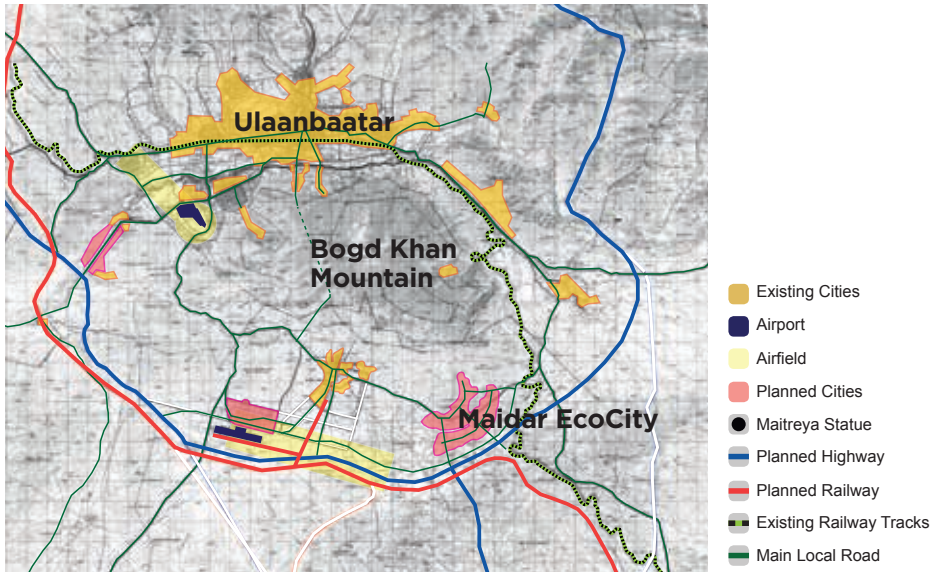 Ulaanbaatar
Bogd Khan
Mountain
Maidar EcoCity
Existing Cities
Airport
Airfield
Planned Cities
Maitreya Statue
Planned Highway
Planned Railway
Existing Railway Tracks
Main Local Road